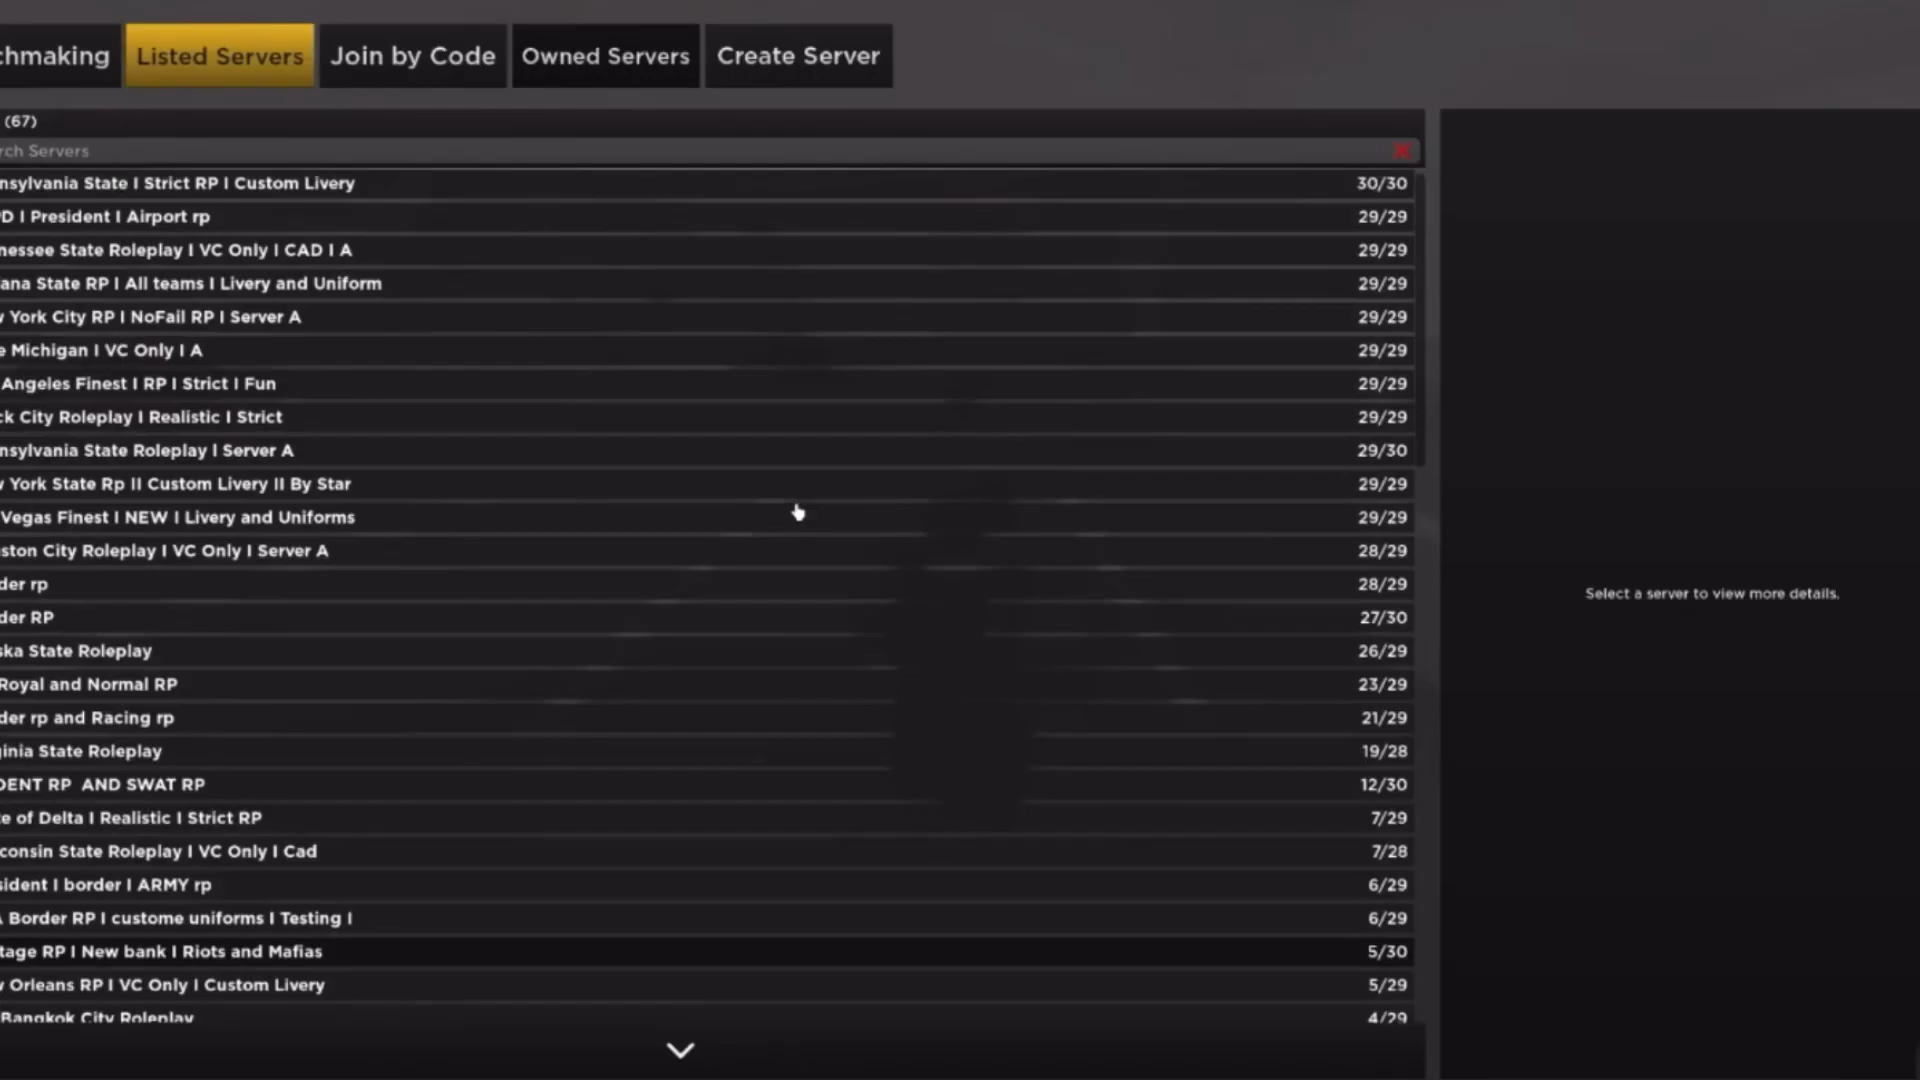 chmaking
Listed Servers
Join by Code
Owned Servers
Create Server
(67)
rch Servers
nsylvania State I Strict RP I Custom Livery 30/30
D I President I Airport rp 29/29
nessee State Roleplay I VC Only I CAD I A 29/29
ana State RP I All teams I Livery and Uniform 29/29
York City RP I NoFail RP I Server A 29/29
e Michigan I VC Only I A 29/29
Angeles Finest I RP I Strict I Fun 29/29
ck City Roleplay I Realistic I Strict 29/29
nsylvania State Roleplay I Server A 29/30
York State Rp II Custom Livery II By Star 29/29
Vegas Finest I NEW I Livery and Uniforms 29/29
ston City Roleplay I VC Only I Server A 28/29
der rp 28/29
der RP 27/30
ska State Roleplay 26/29
Royal and Normal RP 23/29
der rp and Racing rp 21/29
ginia State Roleplay 19/28
DENT RP AND SWAT RP 12/30
e of Delta I Realistic I Strict RP 7/29
consin State Roleplay I VC Only I Cad 7/28
sident I border I ARMY rp 6/29
Border RP I custome uniforms I Testing I 6/29
tage RP I New bank I Riots and Mafias 5/30
Orleans RP I VC Only I Custom Livery 5/29
Bangkok City Roleplay 4/29
Select a server to view more details.